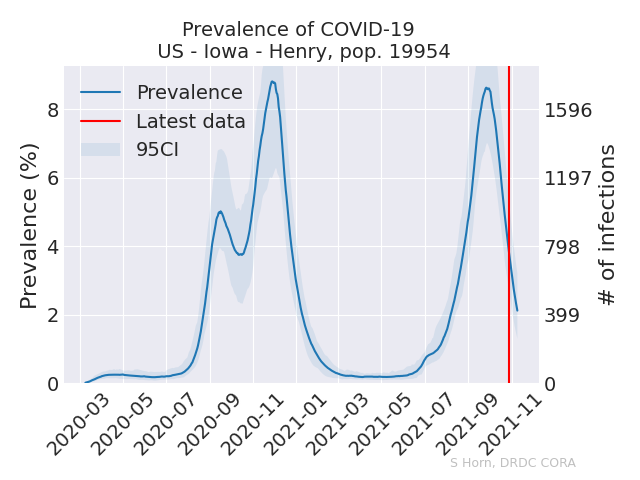 Prevalence of COVID-19
US - Iowa - Henry, pop. 19954
Prevalence
Latest data
95CI
Prevalence (%)
8
6
4
2
0
1596
1197
798
399
0
# of infections
2020-03
2020-05
2020-07
2020-09
2020-11
2021-01
2021-03
2021-05
2021-07
2021-09
2021-11
S Horn, DRDC CORA